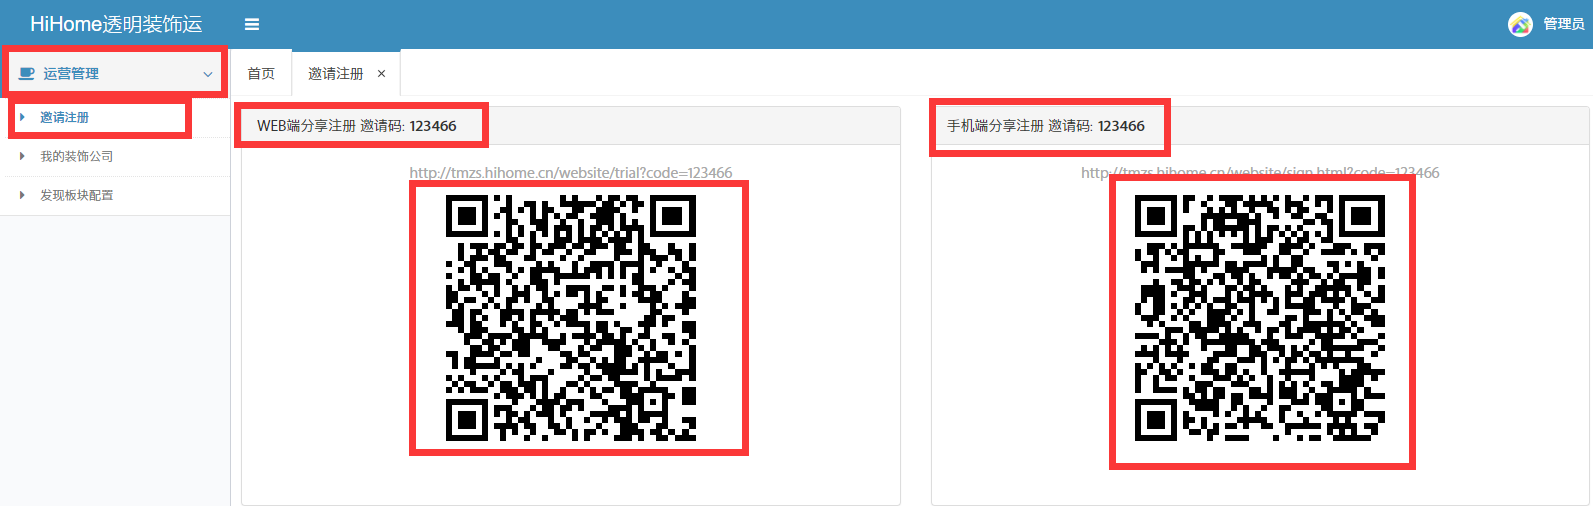 HiHome透明装饰运
管理员
运营管理
首页
邀请注册 ×
邀请注册
我的装饰公司
发现板块配置
WEB端分享注册 邀请码: 123466
http://tmzs.hihome.cn/website/trial?code=123466
手机端分享注册 邀请码: 123466
http://tmzs.hihome.cn/website/sign.html?code=123466